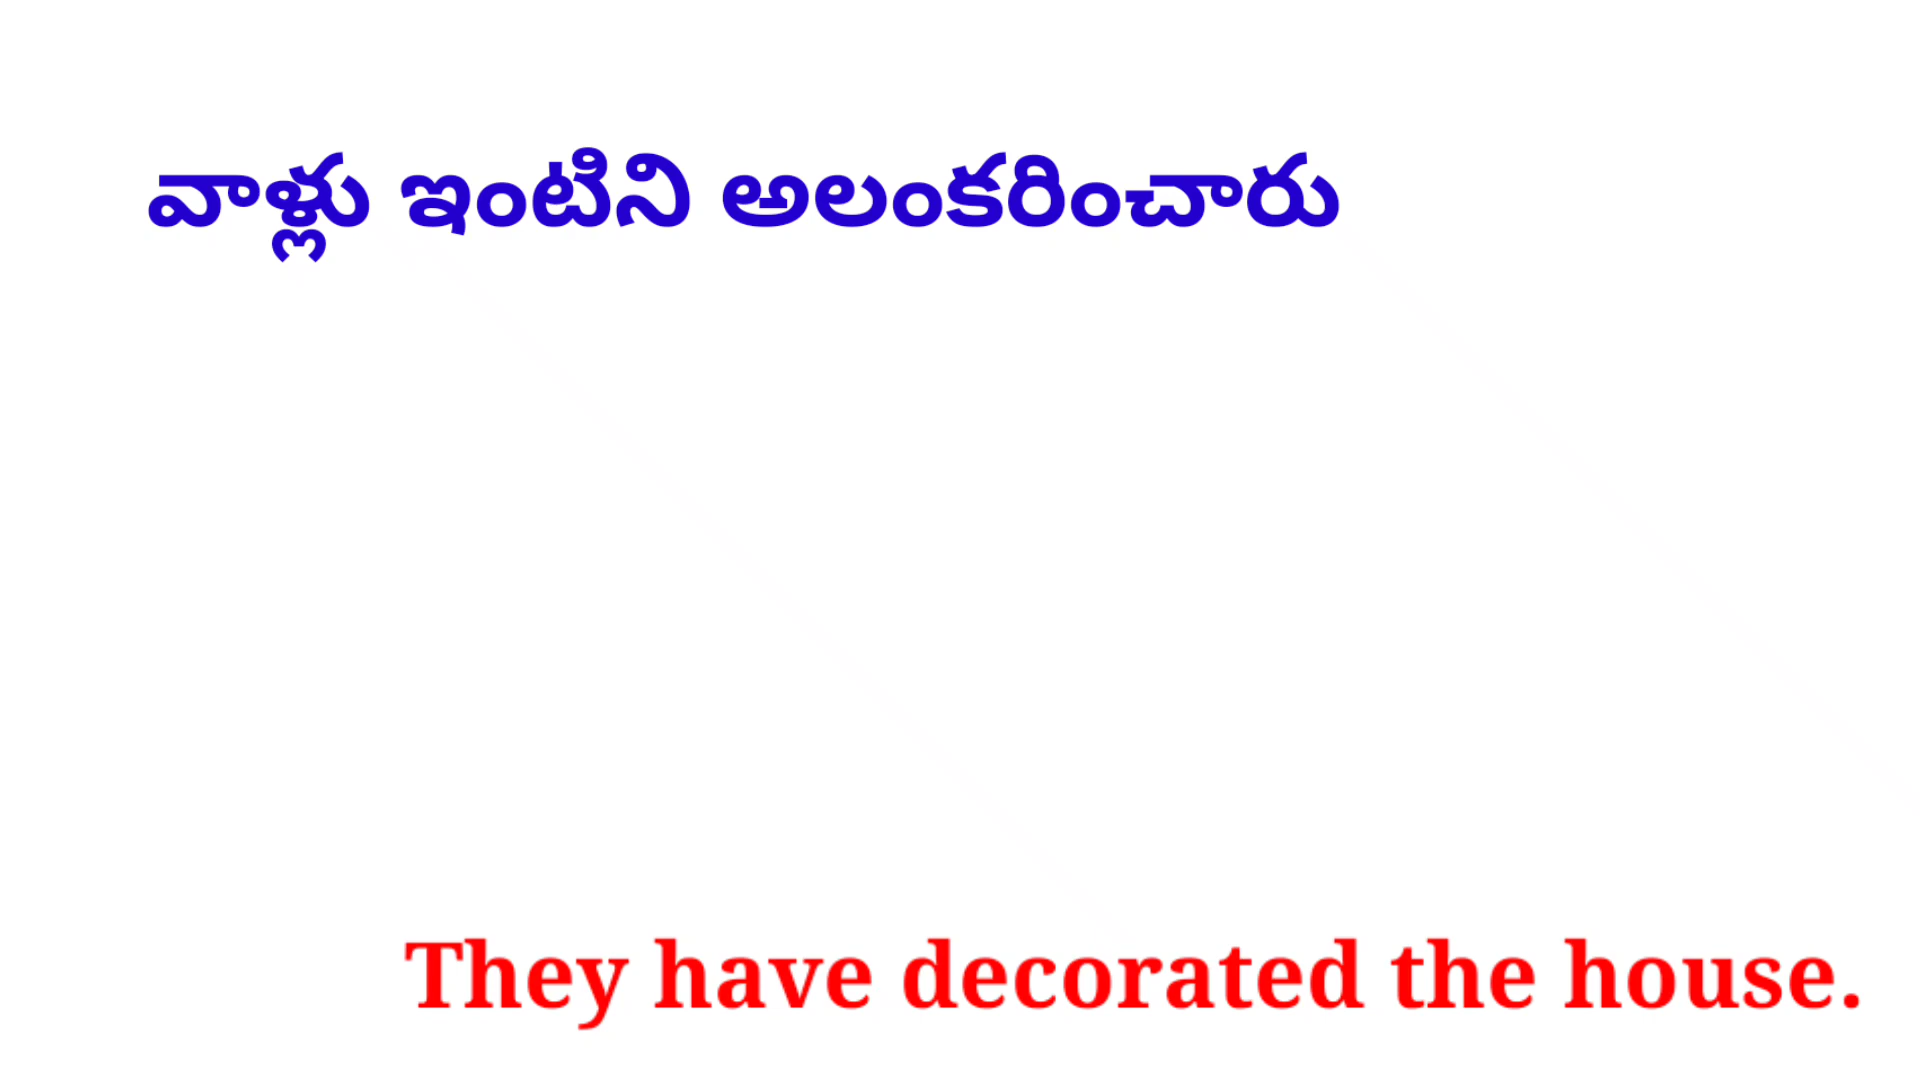 వాళ్లు ఇంటిని అలంకరించారు
They have decorated the house.